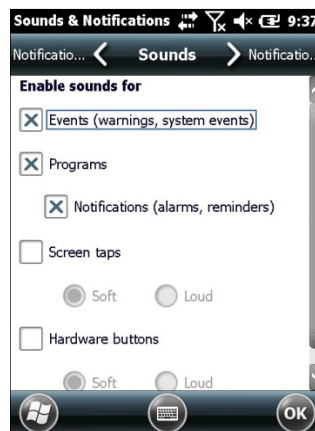 Sounds & Notifications 9:37
Notificatio... Sounds Notificatio..
Enable sounds for
Events (warnings, system events)
Programs
Notifications (alarms, reminders)
Screen taps
Soft Loud
Hardware buttons
Soft Loud
OK